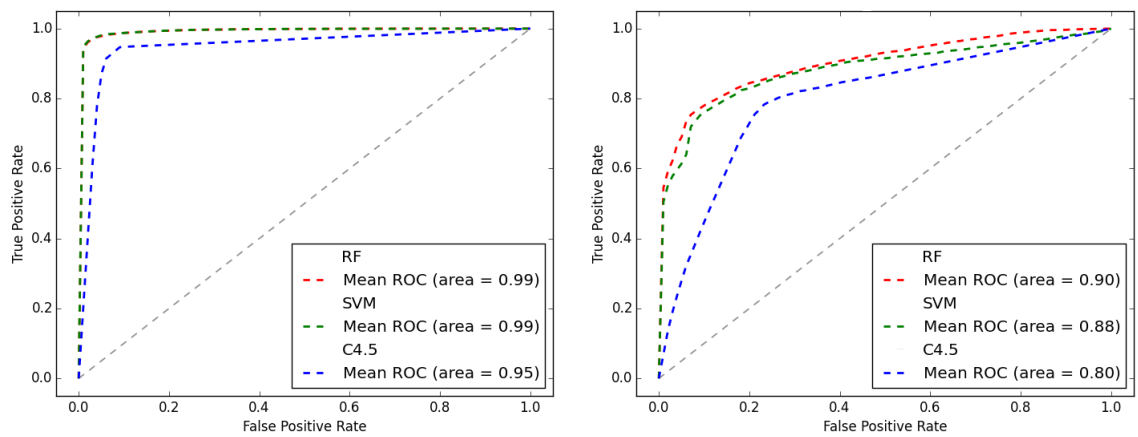 1.0
0.8
0.6
0.4
0.2
0.0
True Positive Rate
RF
Mean ROC (area = 0.99)
SVM
Mean ROC (area = 0.99)
C4.5
Mean ROC (area = 0.95)
0.0 0.2 0.4 0.6 0.8 1.0
False Positive Rate
1.0
0.8
0.6
0.4
0.2
0.0
True Positive Rate
RF
Mean ROC (area = 0.90)
SVM
Mean ROC (area = 0.88)
C4.5
Mean ROC (area = 0.80)
0.0 0.2 0.4 0.6 0.8 1.0
False Positive Rate